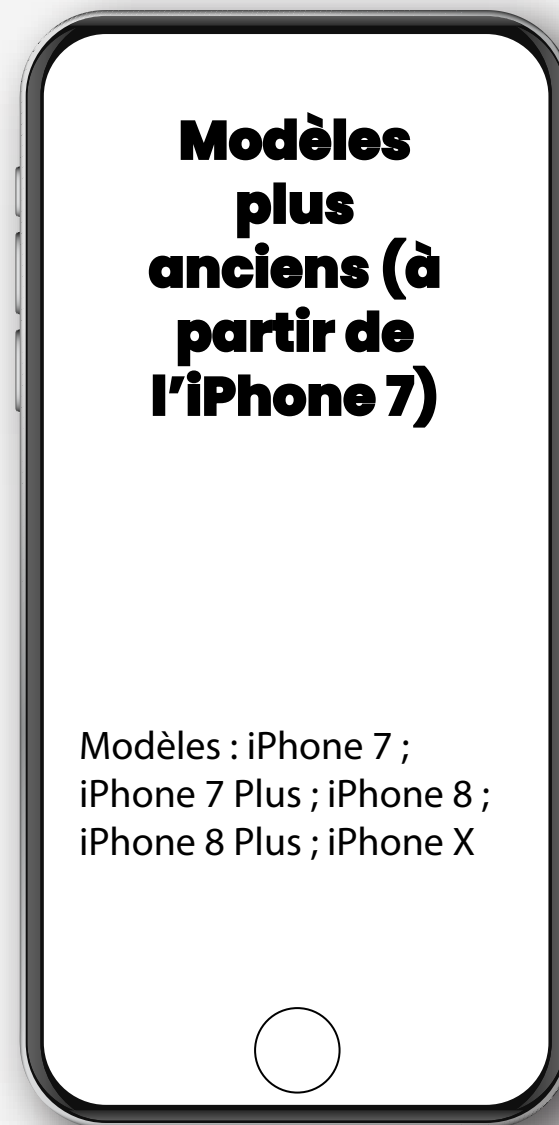 Modèles
plus
anciens (à
partir de
l’iPhone 7)
Modèles : iPhone 7 ;
iPhone 7 Plus ; iPhone 8 ;
iPhone 8 Plus ; iPhone X